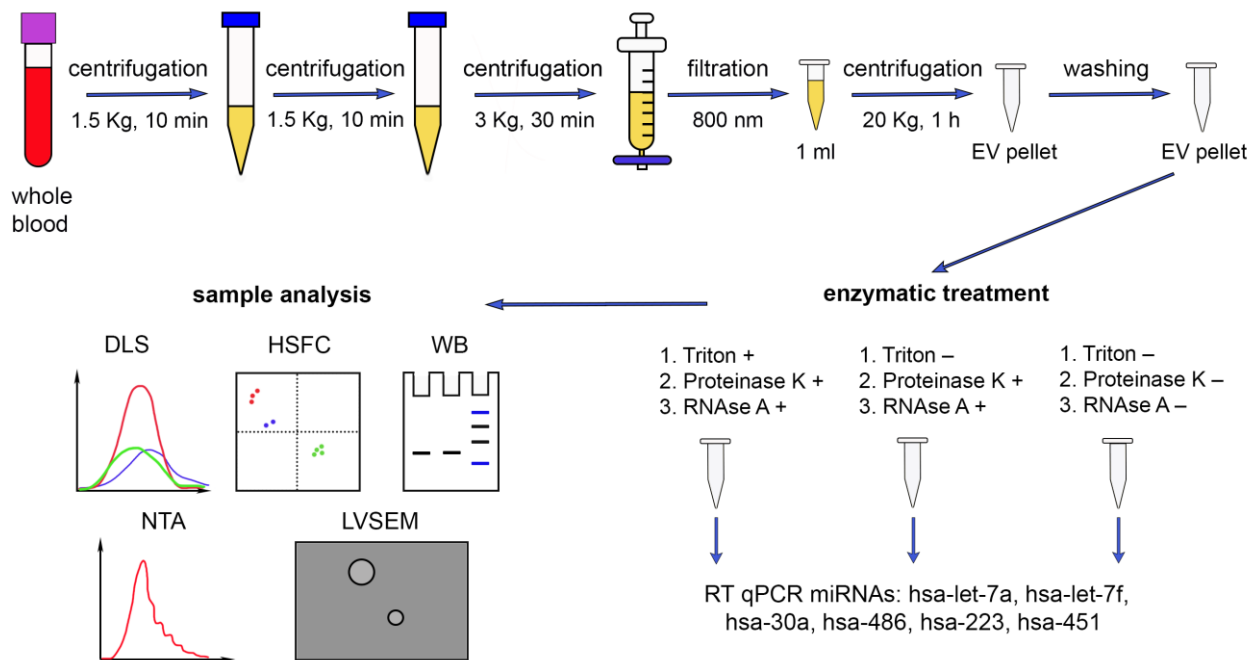 centrifugation
1.5 Kg, 10 min
centrifugation
1.5 Kg, 10 min
centrifugation
3 Kg, 30 min
filtration
800 nm
centrifugation
20 Kg, 1 h
washing
whole
blood
1 ml
EV pellet
EV pellet
sample analysis
enzymatic treatment
DLS
HSFC
WB
NTA
LVSEM
1. Triton +
2. Proteinase K +
3. RNAse A +
1. Triton –
2. Proteinase K +
3. RNAse A +
1. Triton –
2. Proteinase K –
3. RNAse A –
RT qPCR miRNAs: hsa-let-7a, hsa-let-7f,
hsa-30a, hsa-486, hsa-223, hsa-451